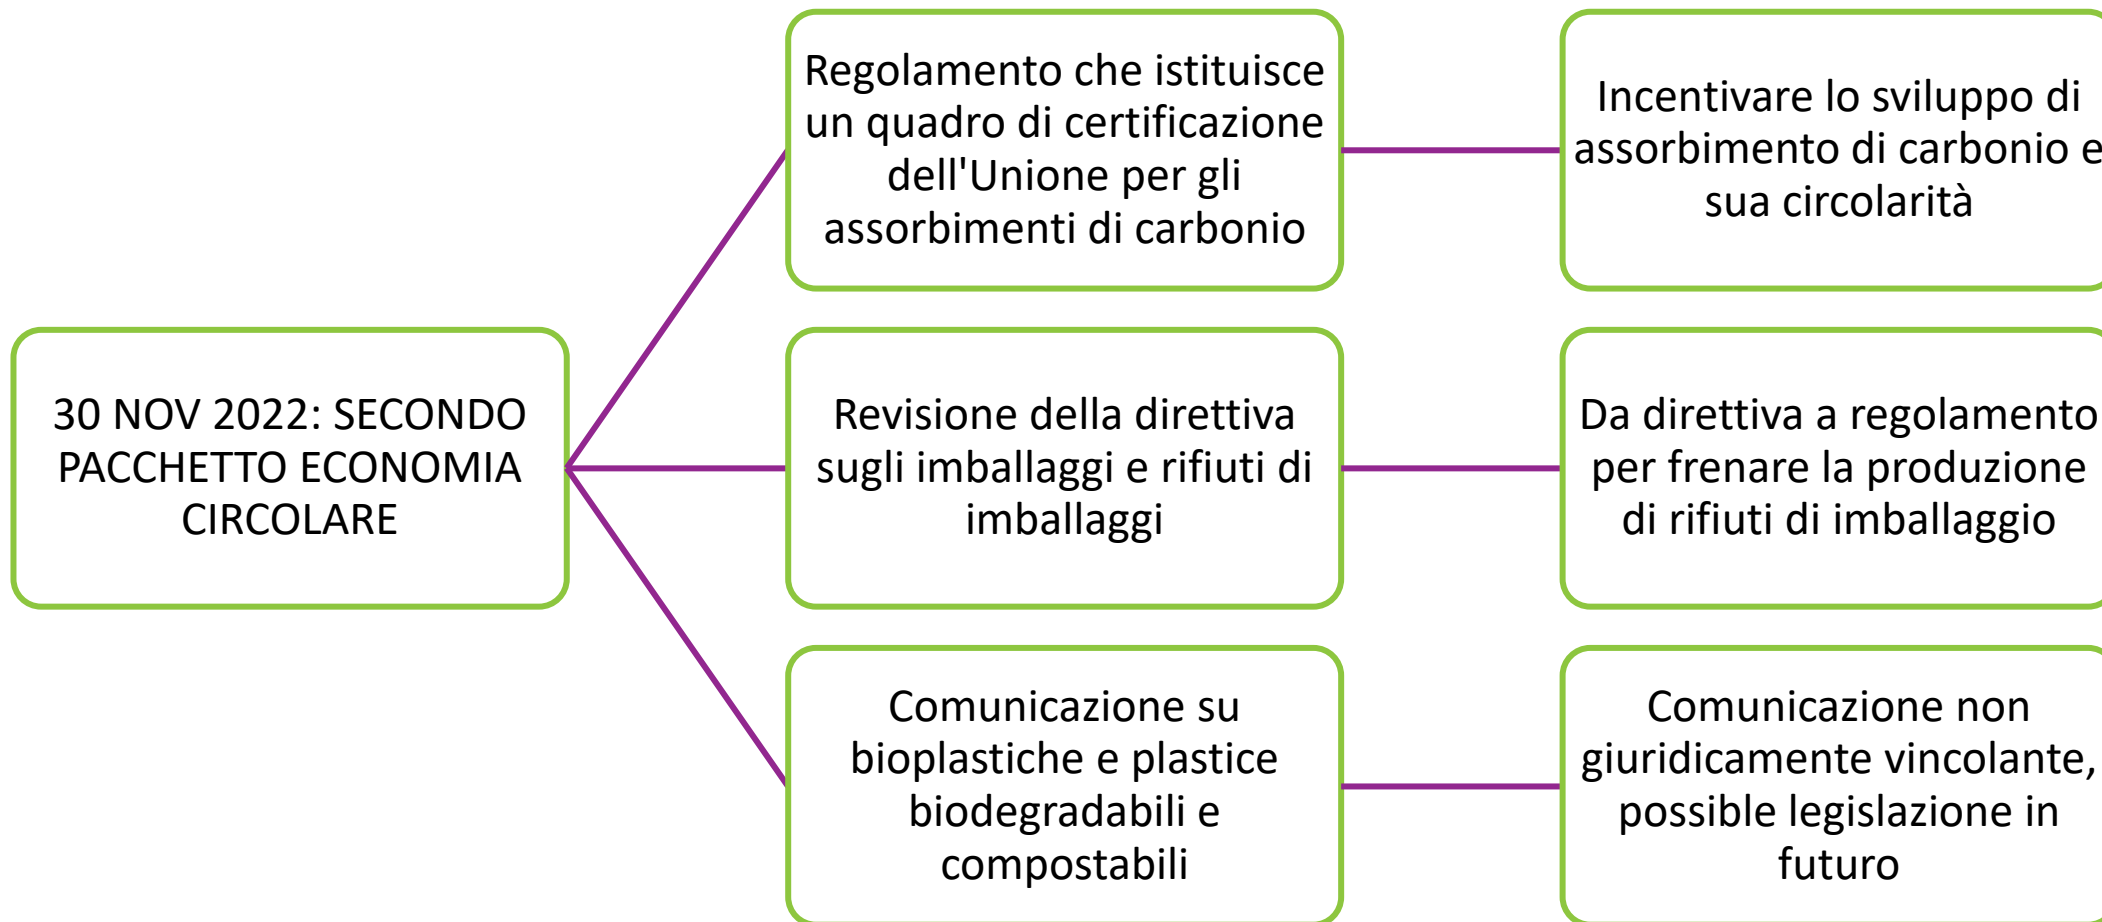 30 NOV 2022: SECONDO
PACCHETTO ECONOMIA
CIRCOLARE
Regolamento che istituisce
un quadro di certificazione
dell'Unione per gli
assorbimenti di carbonio
Incentivare lo sviluppo di
assorbimento di carbonio e
sua circolarità
Revisione della direttiva
sugli imballaggi e rifiuti di
imballaggi
Da direttiva a regolamento
per frenare la produzione
di rifiuti di imballaggio
Comunicazione su
bioplastiche e plastice
biodegradabili e
compostabili
Comunicazione non
giuridicamente vincolante,
possible legislazione in
futuro